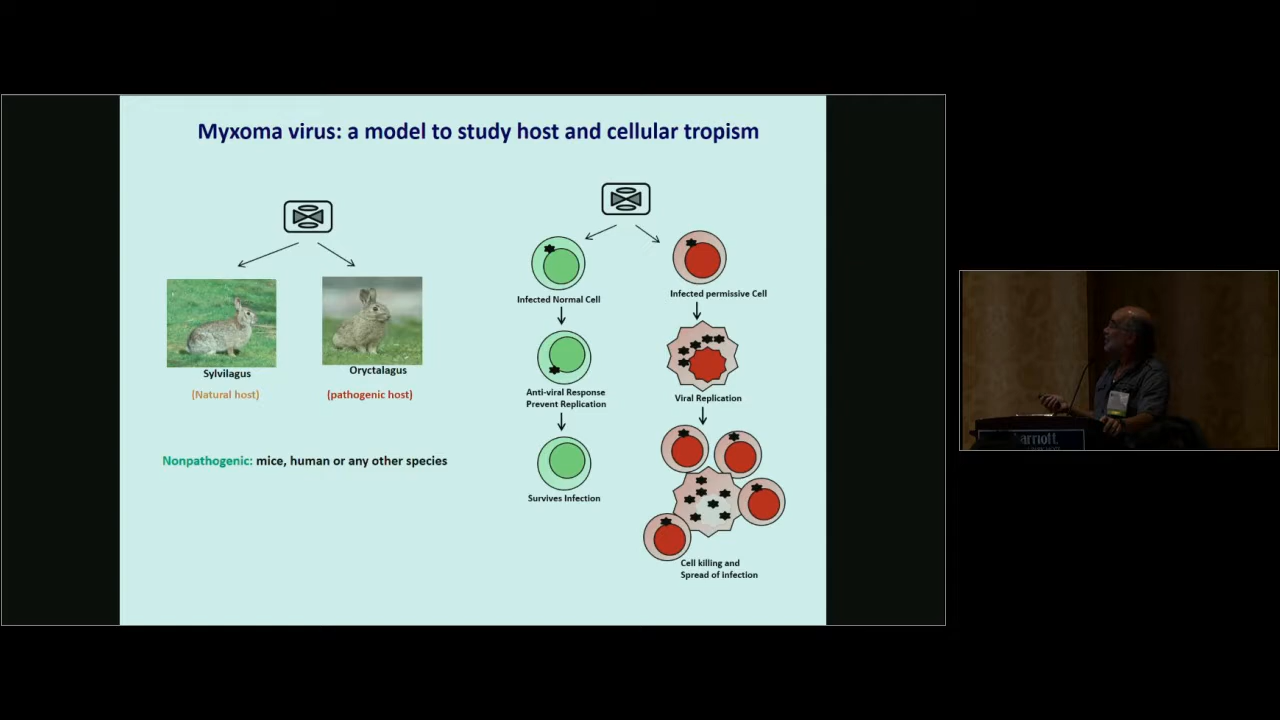 Myxoma virus: a model to study host and cellular tropism
Sylvilagus
(Natural host)
Oryctalagus
(pathogenic host)
Nonpathogenic: mice, human or any other species
Infected Normal Cell
Anti-viral Response
Prevent Replication
Survives Infection
Infected permissive Cell
Viral Replication
Cell killing and
Spread of infection
arriott